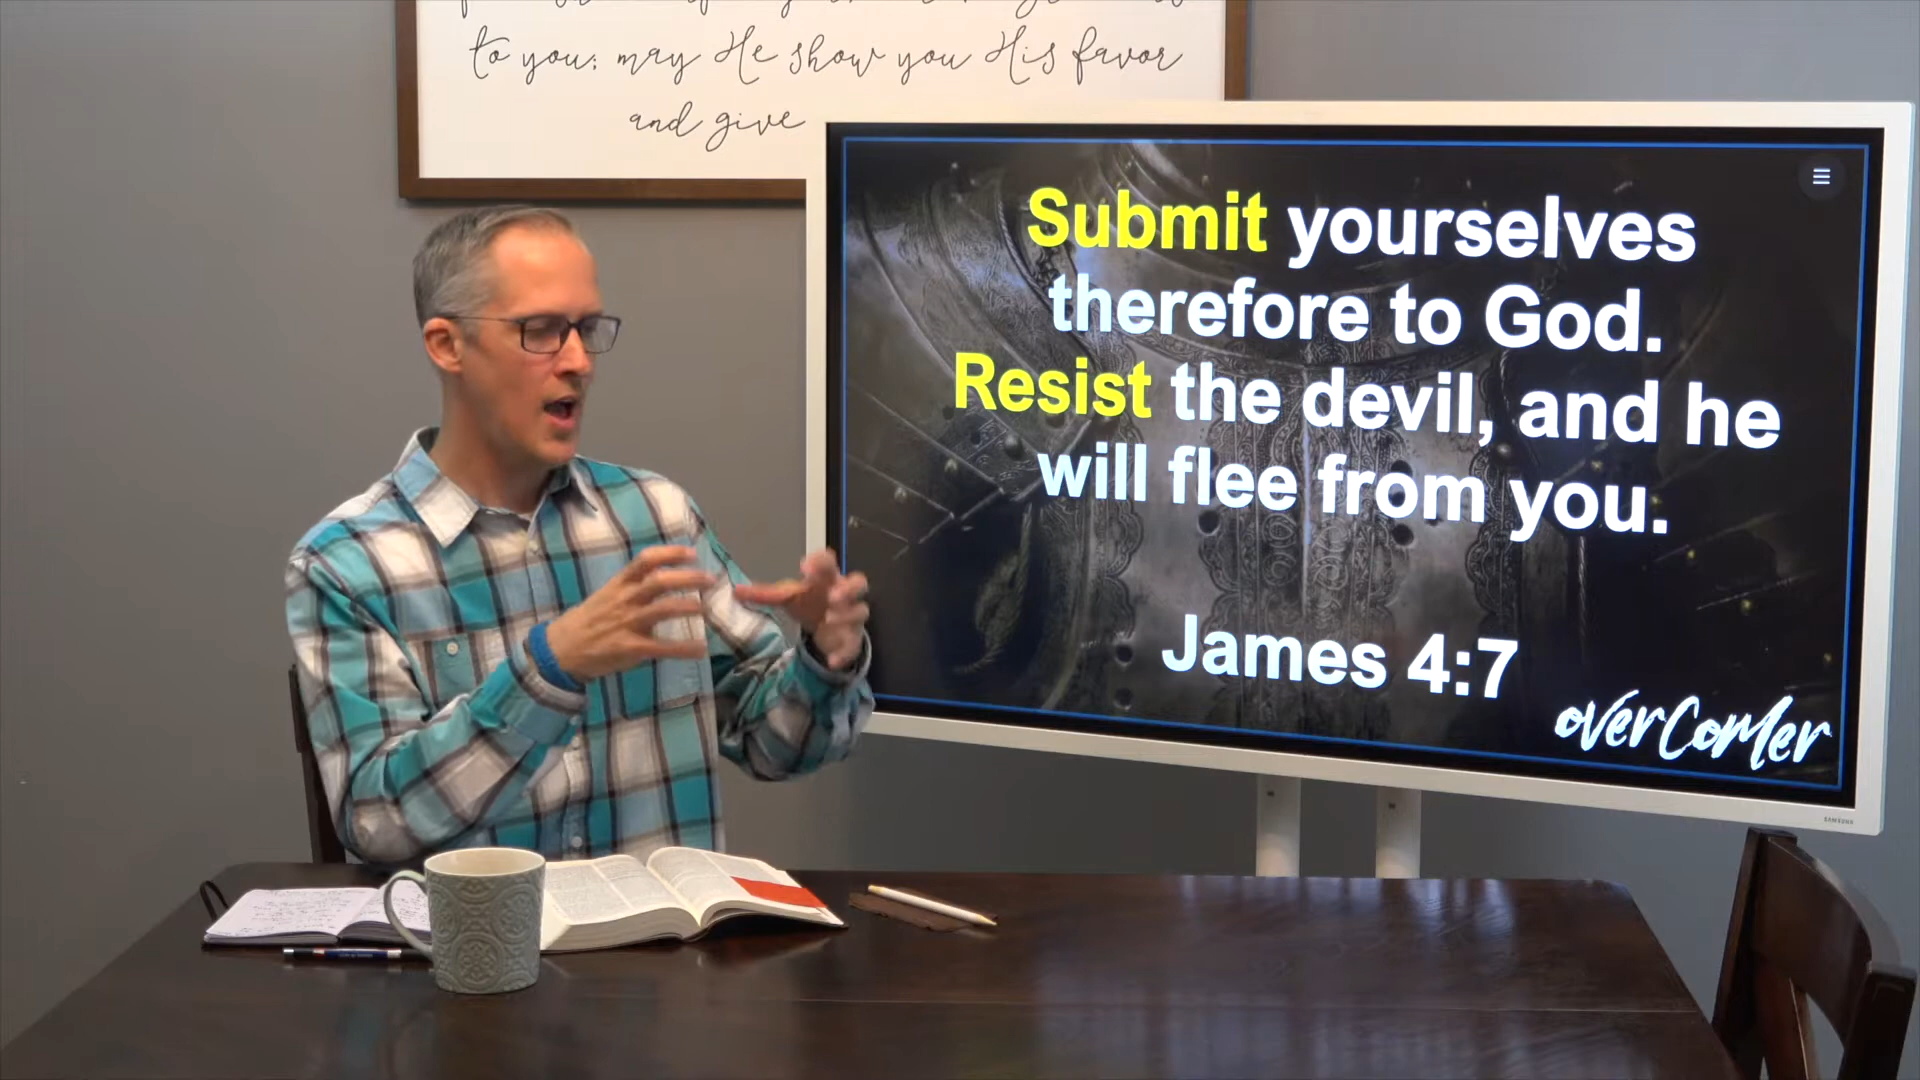 to you; may He show you His favor
and give
Submit yourselves
therefore to God.
Resist the devil, and he
will flee from you.
James 4:7
overComer
SAMSUNG